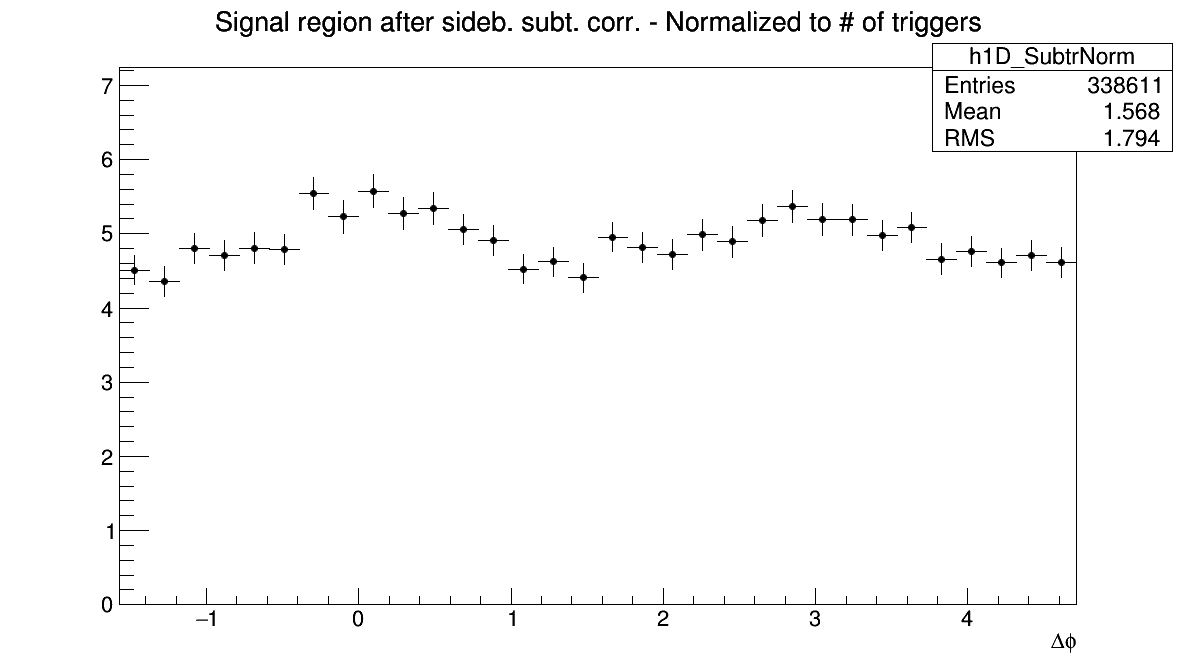 Signal region after sideb. subt. corr. - Normalized to # of triggers
h1D_SubtrNorm
Entries 338611
Mean 1.568
RMS 1.794
7
6
5
4
3
2
1
0
−1 0 1 2 3 4
Δϕ